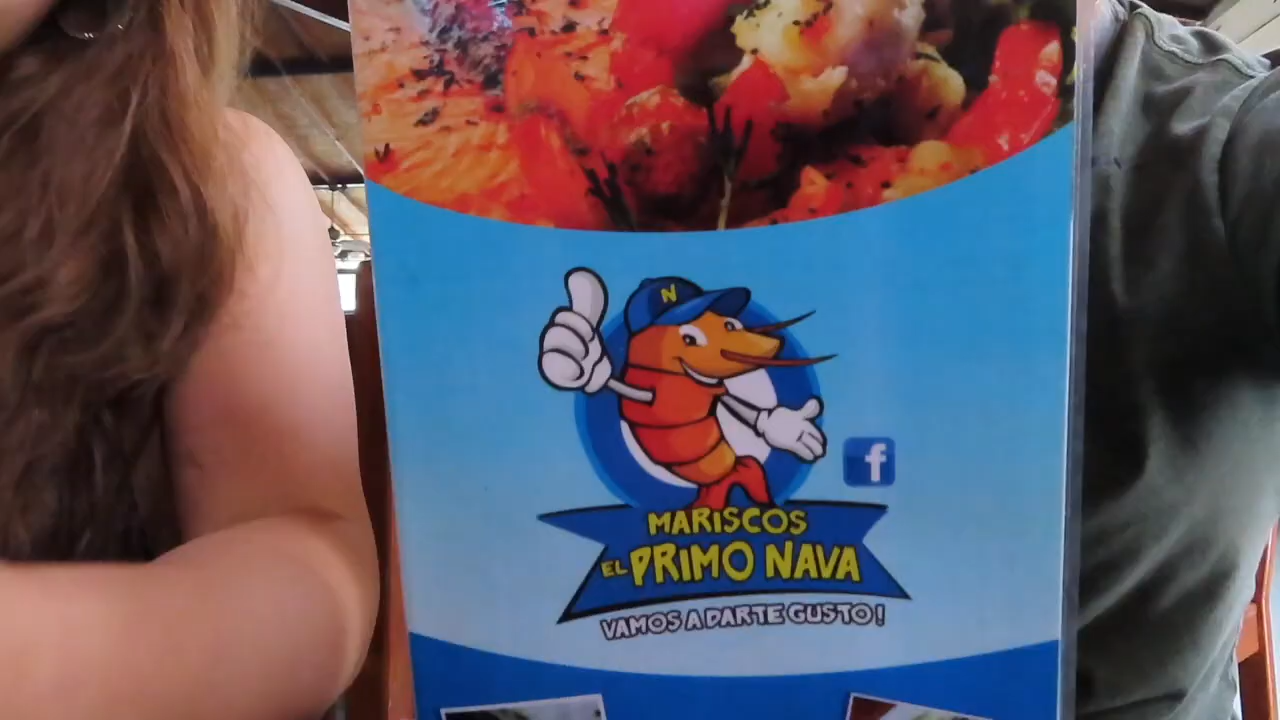 N
f
MARISCOS
EL PRIMO NAVA
VAMOS A DARTE GUSTO!